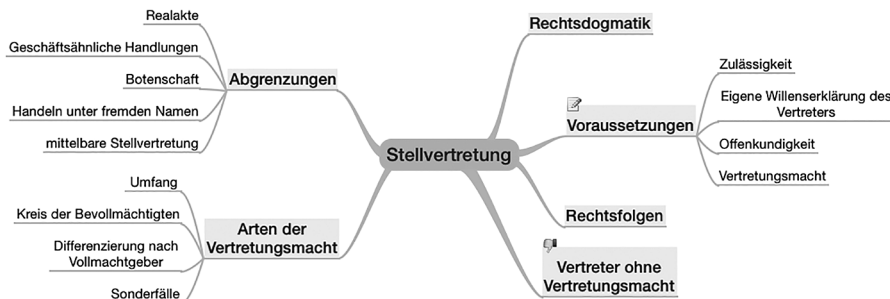 Stellvertretung
Rechtsdogmatik
Voraussetzungen
Zulässigkeit
Eigene Willenserklärung des
Vertreters
Offenkundigkeit
Vertretungsmacht
Rechtsfolgen
Vertreter ohne
Vertretungsmacht
Abgrenzungen
Realakte
Geschäftsähnliche Handlungen
Botenschaft
Handeln unter fremden Namen
mittelbare Stellvertretung
Arten der
Vertretungsmacht
Umfang
Kreis der Bevollmächtigten
Differenzierung nach
Vollmachtgeber
Sonderfälle